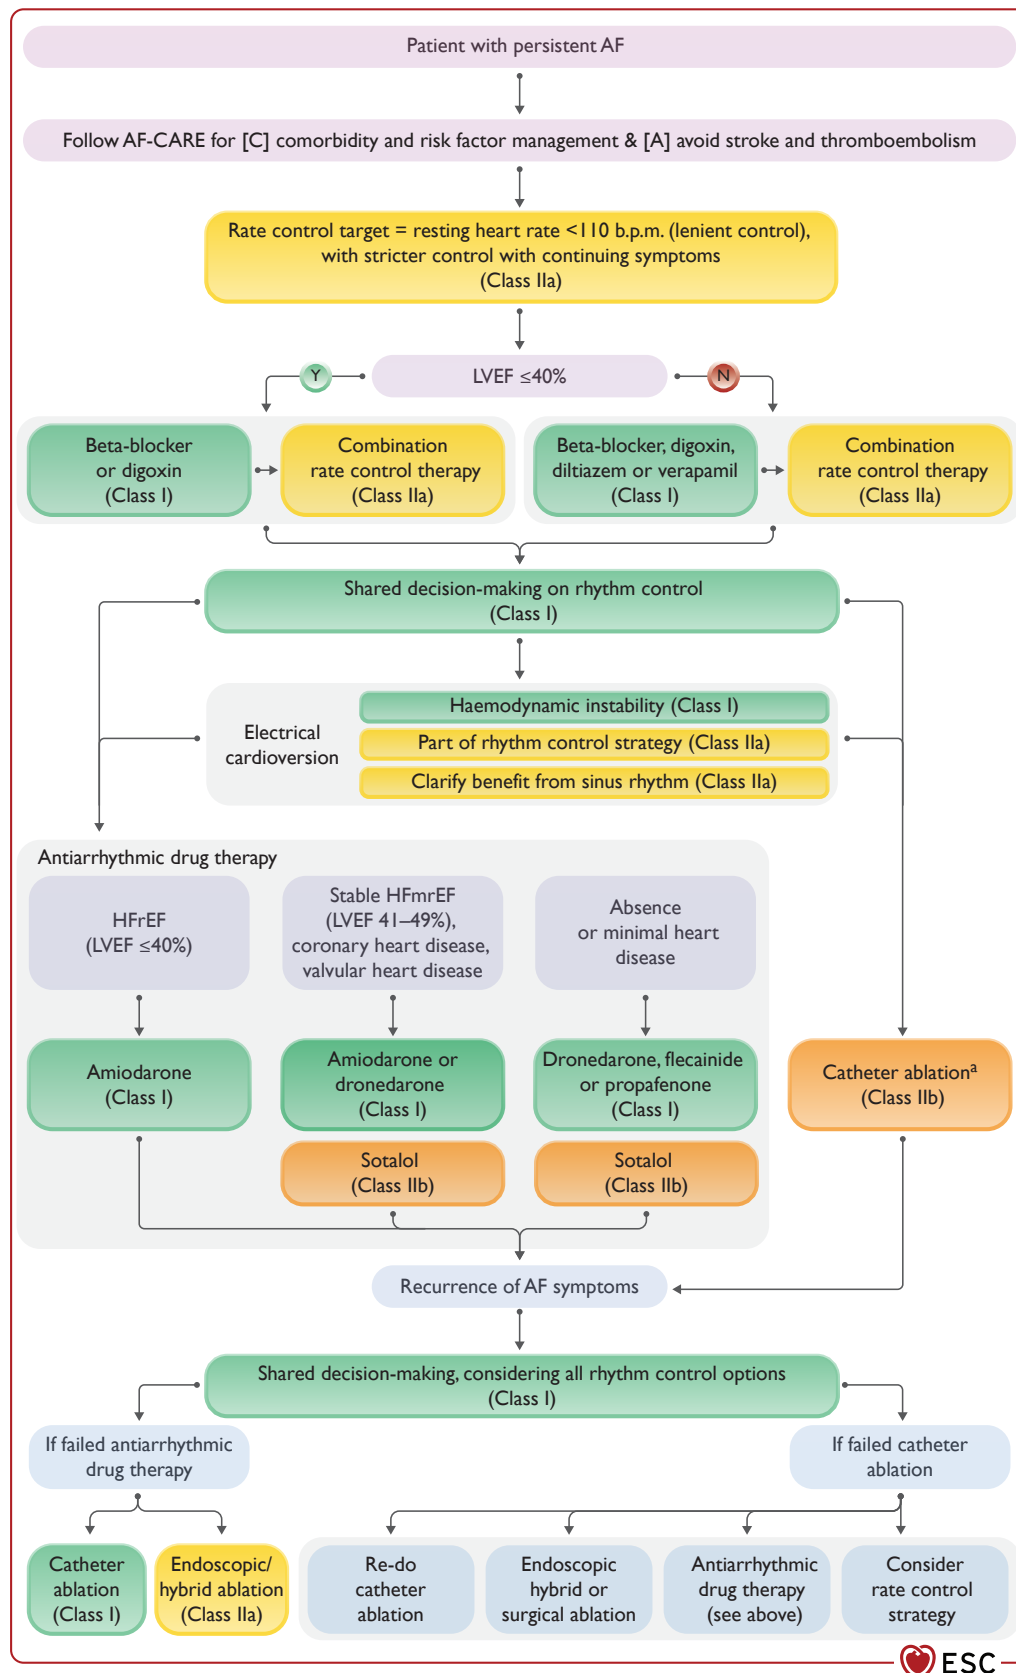 Patient with persistent AF
Follow AF-CARE for [C] comorbidity and risk factor management & [A] avoid stroke and thromboembolism
Rate control target = resting heart rate <110 b.p.m. (lenient control),
with stricter control with continuing symptoms
(Class IIa)
Y
LVEF ≤40%
N
Beta-blocker
or digoxin
(Class I)
Combination
rate control therapy
(Class IIa)
Beta-blocker, digoxin,
diltiazem or verapamil
(Class I)
Combination
rate control therapy
(Class IIa)
Shared decision-making on rhythm control
(Class I)
Electrical
cardioversion
Haemodynamic instability (Class I)
Part of rhythm control strategy (Class IIa)
Clarify benefit from sinus rhythm (Class IIa)
Antiarrhythmic drug therapy
HFrEF
(LVEF ≤40%)
Stable HFmrEF
(LVEF 41–49%),
coronary heart disease,
valvular heart disease
Absence
or minimal heart
disease
Amiodarone
(Class I)
Amiodarone or
dronedarone
(Class I)
Dronedarone, flecainide
or propafenone
(Class I)
Catheter ablationᵃ
(Class IIb)
Sotalol
(Class IIb)
Sotalol
(Class IIb)
Recurrence of AF symptoms
Shared decision-making, considering all rhythm control options
(Class I)
If failed antiarrhythmic
drug therapy
If failed catheter
ablation
Catheter
ablation
(Class I)
Endoscopic/
hybrid ablation
(Class IIa)
Re-do
catheter
ablation
Endoscopic
hybrid or
surgical ablation
Antiarrhythmic
drug therapy
(see above)
Consider
rate control
strategy
ESC